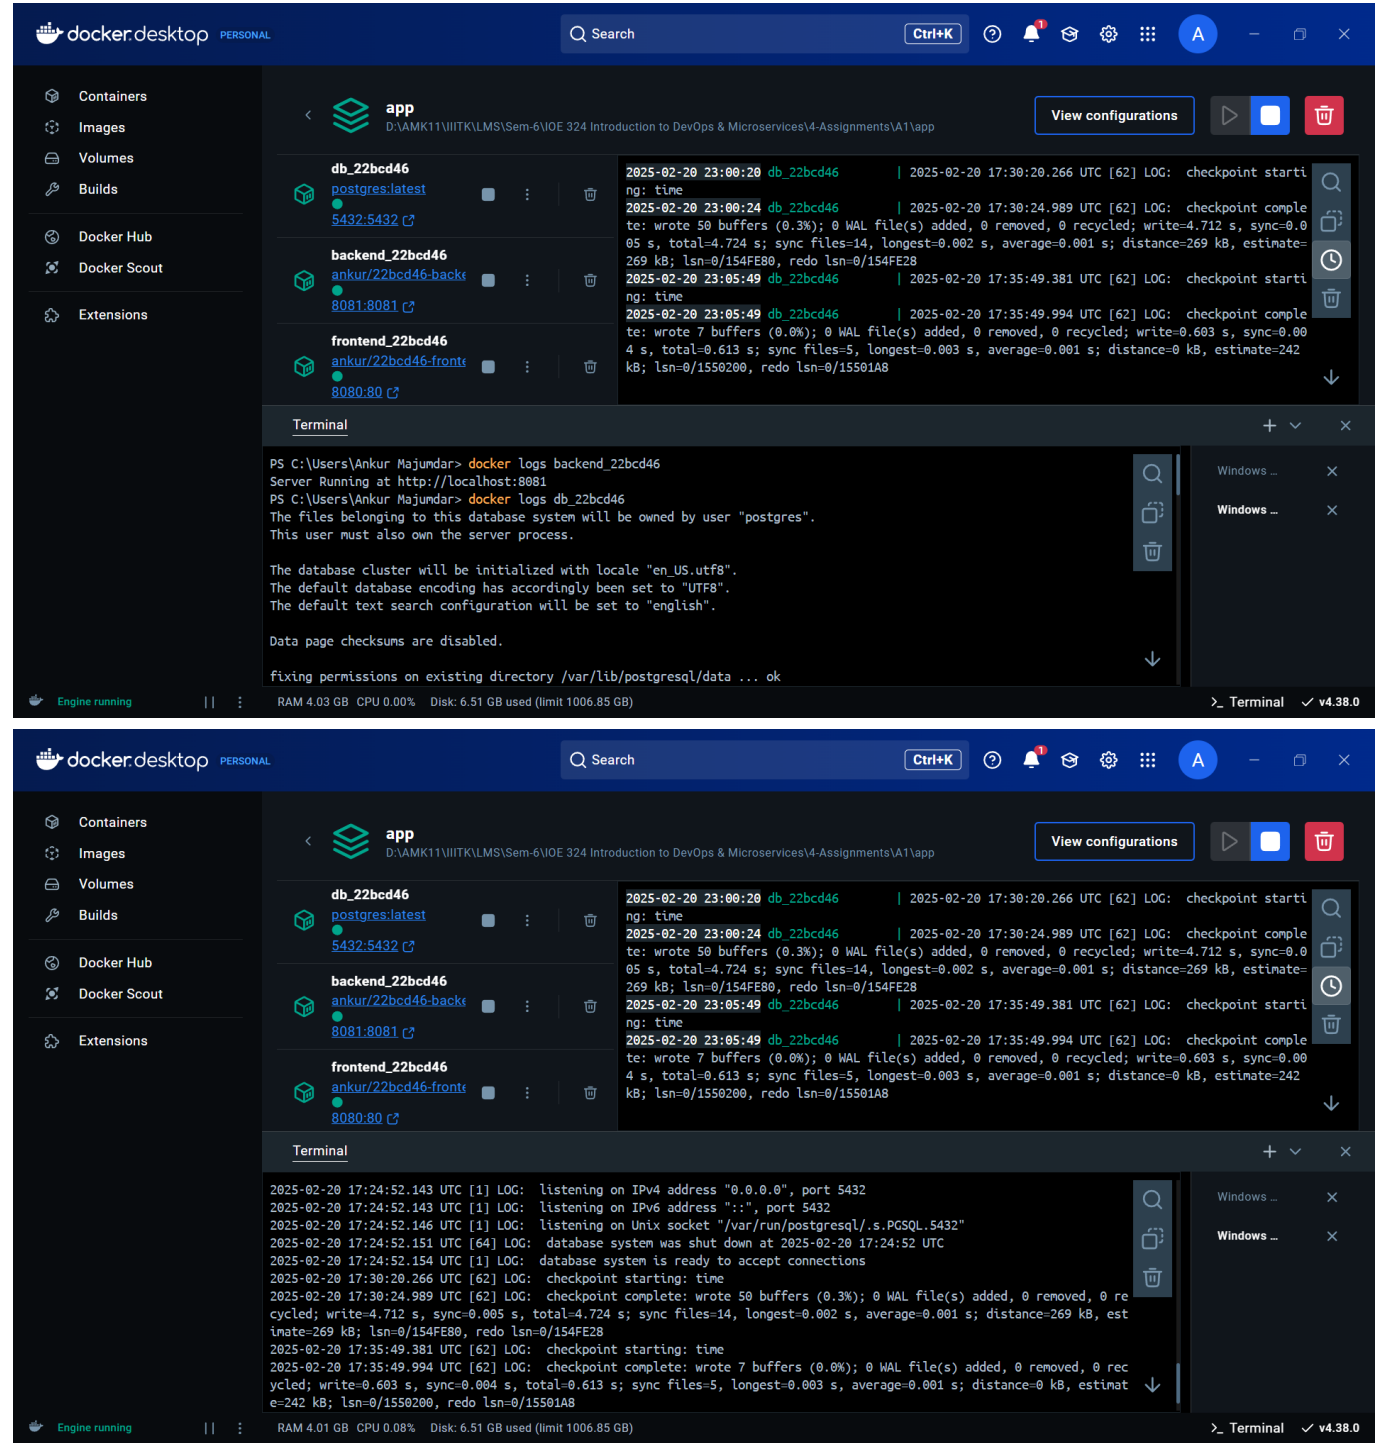 docker.desktop PERSONAL
Search
Ctrl+K
1
A
Containers
Images
Volumes
Builds
Docker Hub
Docker Scout
Extensions
app
D:\AMK11\IIITK\LMS\Sem-6\IOE 324 Introduction to DevOps & Microservices\4-Assignments\A1\app
View configurations
db_22bcd46
postgres:latest
5432:5432
backend_22bcd46
ankur/22bcd46-backe
8081:8081
frontend_22bcd46
ankur/22bcd46-fronte
8080:80
2025-02-20 23:00:20 db_22bcd46 | 2025-02-20 17:30:20.266 UTC [62] LOG: checkpoint starti
ng: time
2025-02-20 23:00:24 db_22bcd46 | 2025-02-20 17:30:24.989 UTC [62] LOG: checkpoint comple
te: wrote 50 buffers (0.3%); 0 WAL file(s) added, 0 removed, 0 recycled; write=4.712 s, sync=0.0
05 s, total=4.724 s; sync files=14, longest=0.002 s, average=0.001 s; distance=269 kB, estimate=
269 kB; lsn=0/154FE80, redo lsn=0/154FE28
2025-02-20 23:05:49 db_22bcd46 | 2025-02-20 17:35:49.381 UTC [62] LOG: checkpoint starti
ng: time
2025-02-20 23:05:49 db_22bcd46 | 2025-02-20 17:35:49.994 UTC [62] LOG: checkpoint comple
te: wrote 7 buffers (0.0%); 0 WAL file(s) added, 0 removed, 0 recycled; write=0.603 s, sync=0.00
4 s, total=0.613 s; sync files=5, longest=0.003 s, average=0.001 s; distance=0 kB, estimate=242
kB; lsn=0/1550200, redo lsn=0/15501A8
Terminal
PS C:\Users\Ankur Majumdar> docker logs backend_22bcd46
Server Running at http://localhost:8081
PS C:\Users\Ankur Majumdar> docker logs db_22bcd46
The files belonging to this database system will be owned by user "postgres".
This user must also own the server process.
The database cluster will be initialized with locale "en_US.utf8".
The default database encoding has accordingly been set to "UTF8".
The default text search configuration will be set to "english".
Data page checksums are disabled.
fixing permissions on existing directory /var/lib/postgresql/data ... ok
Windows ...
Windows ...
Engine running
RAM 4.03 GB CPU 0.00% Disk: 6.51 GB used (limit 1006.85 GB)
>_ Terminal
v4.38.0
docker.desktop PERSONAL
Search
Ctrl+K
1
A
Containers
Images
Volumes
Builds
Docker Hub
Docker Scout
Extensions
app
D:\AMK11\IIITK\LMS\Sem-6\IOE 324 Introduction to DevOps & Microservices\4-Assignments\A1\app
View configurations
db_22bcd46
postgres:latest
5432:5432
backend_22bcd46
ankur/22bcd46-backe
8081:8081
frontend_22bcd46
ankur/22bcd46-fronte
8080:80
2025-02-20 23:00:20 db_22bcd46 | 2025-02-20 17:30:20.266 UTC [62] LOG: checkpoint starti
ng: time
2025-02-20 23:00:24 db_22bcd46 | 2025-02-20 17:30:24.989 UTC [62] LOG: checkpoint comple
te: wrote 50 buffers (0.3%); 0 WAL file(s) added, 0 removed, 0 recycled; write=4.712 s, sync=0.0
05 s, total=4.724 s; sync files=14, longest=0.002 s, average=0.001 s; distance=269 kB, estimate=
269 kB; lsn=0/154FE80, redo lsn=0/154FE28
2025-02-20 23:05:49 db_22bcd46 | 2025-02-20 17:35:49.381 UTC [62] LOG: checkpoint starti
ng: time
2025-02-20 23:05:49 db_22bcd46 | 2025-02-20 17:35:49.994 UTC [62] LOG: checkpoint comple
te: wrote 7 buffers (0.0%); 0 WAL file(s) added, 0 removed, 0 recycled; write=0.603 s, sync=0.00
4 s, total=0.613 s; sync files=5, longest=0.003 s, average=0.001 s; distance=0 kB, estimate=242
kB; lsn=0/1550200, redo lsn=0/15501A8
Terminal
2025-02-20 17:24:52.143 UTC [1] LOG: listening on IPv4 address "0.0.0.0", port 5432
2025-02-20 17:24:52.143 UTC [1] LOG: listening on IPv6 address "::", port 5432
2025-02-20 17:24:52.146 UTC [1] LOG: listening on Unix socket "/var/run/postgresql/.s.PGSQL.5432"
2025-02-20 17:24:52.151 UTC [64] LOG: database system was shut down at 2025-02-20 17:24:52 UTC
2025-02-20 17:24:52.154 UTC [1] LOG: database system is ready to accept connections
2025-02-20 17:30:20.266 UTC [62] LOG: checkpoint starting: time
2025-02-20 17:30:24.989 UTC [62] LOG: checkpoint complete: wrote 50 buffers (0.3%); 0 WAL file(s) added, 0 removed, 0 re
cycled; write=4.712 s, sync=0.005 s, total=4.724 s; sync files=14, longest=0.002 s, average=0.001 s; distance=269 kB, est
imate=269 kB; lsn=0/154FE80, redo lsn=0/154FE28
2025-02-20 17:35:49.381 UTC [62] LOG: checkpoint starting: time
2025-02-20 17:35:49.994 UTC [62] LOG: checkpoint complete: wrote 7 buffers (0.0%); 0 WAL file(s) added, 0 removed, 0 rec
ycled; write=0.603 s, sync=0.004 s, total=0.613 s; sync files=5, longest=0.003 s, average=0.001 s; distance=0 kB, estimat
e=242 kB; lsn=0/1550200, redo lsn=0/15501A8
Windows ...
Windows ...
Engine running
RAM 4.01 GB CPU 0.08% Disk: 6.51 GB used (limit 1006.85 GB)
>_ Terminal
v4.38.0